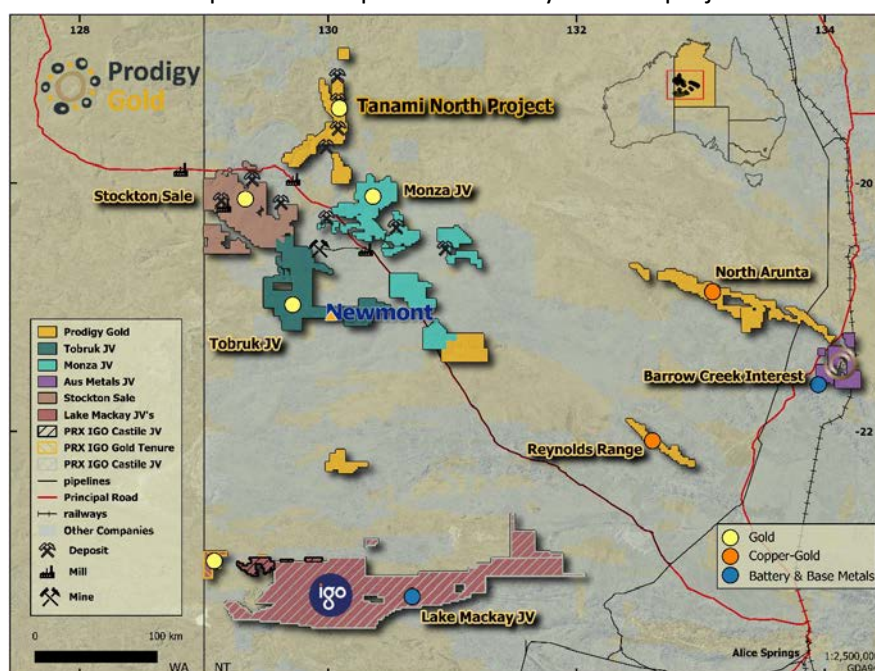 128
130
132
134
Prodigy
Gold
Tanami North Project
Stockton Sale
Monza JV
-20
North Arunta
Newmont
Tobruk JV
Barrow Creek Interest
Reynolds Range
-22
Prodigy Gold
Tobruk JV
Monza JV
Aus Metals JV
Stockton Sale
Lake Mackay JV's
PRX IGO Castile JV
PRX IGO Gold Tenure
PRX IGO Castile JV
pipelines
Principal Road
railways
Other Companies
Deposit
Mill
Mine
Gold
Copper-Gold
Battery & Base Metals
igo
Lake Mackay JV
0 100 km
WA NT
Alice Springs
1:2,500,00